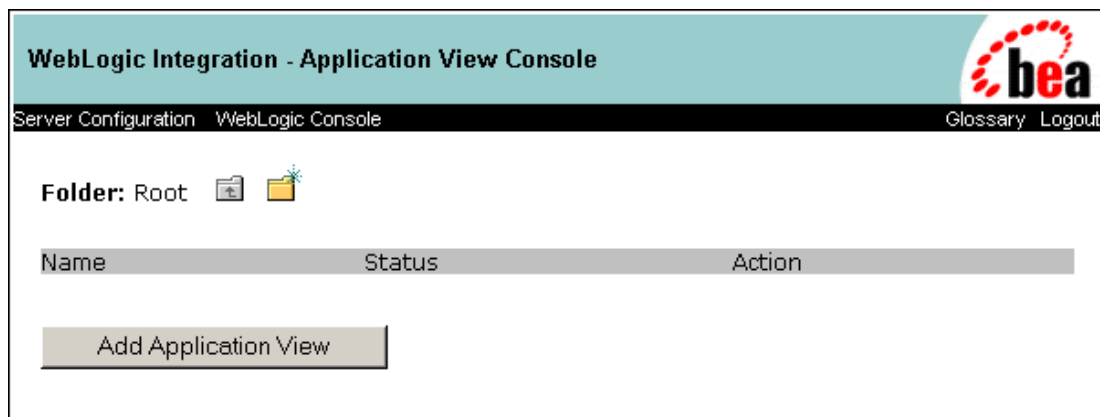 WebLogic Integration - Application View Console
bea
Server Configuration WebLogic Console Glossary Logout
Folder: Root
Name Status Action
Add Application View